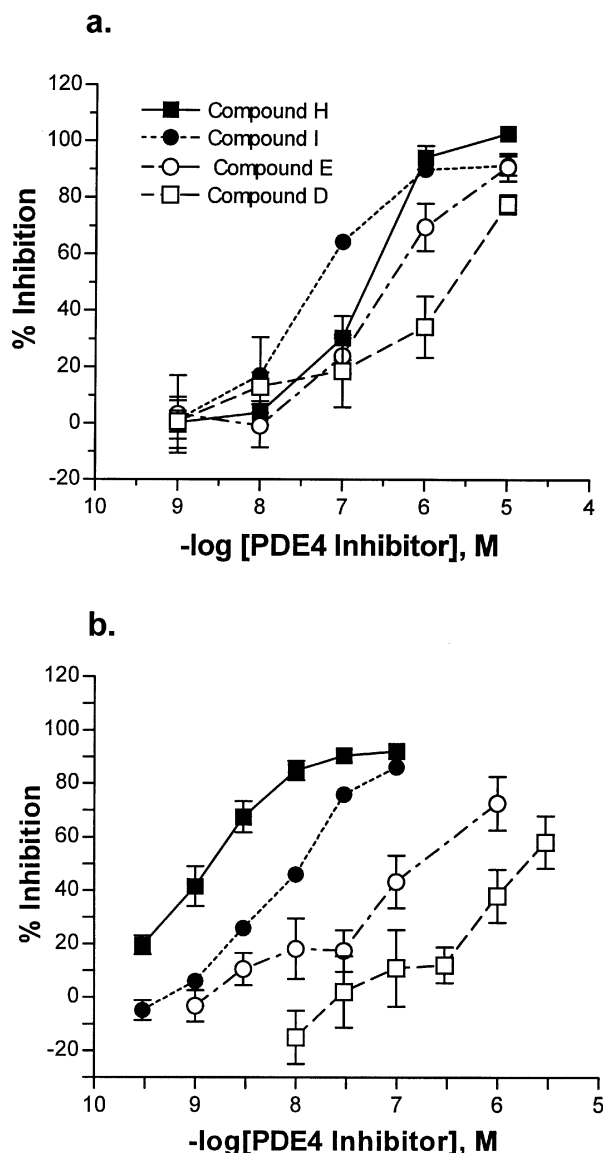 a.
120
100
80
60
40
20
0
-20
% Inhibition
Compound H
Compound I
Compound E
Compound D
10 9 8 7 6 5 4
-log [PDE4 Inhibitor], M
b.
120
100
80
60
40
20
0
-20
% Inhibition
10 9 8 7 6 5
-log[PDE4 Inhibitor], M